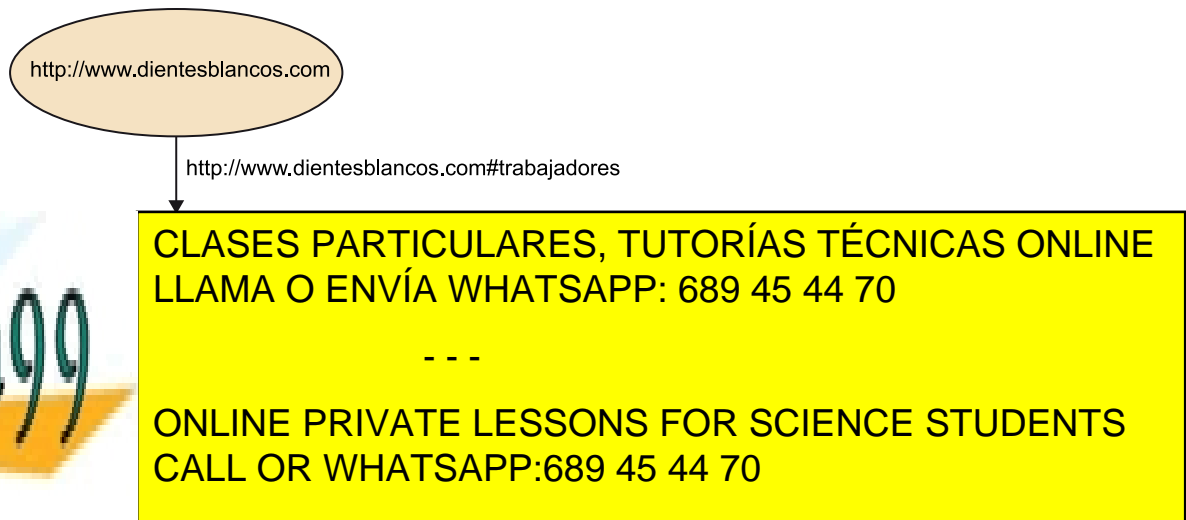 http://www.dientesblancos.com
http://www.dientesblancos.com#trabajadores
CLASES PARTICULARES, TUTORÍAS TÉCNICAS ONLINE
LLAMA O ENVÍA WHATSAPP: 689 45 44 70
- - -
ONLINE PRIVATE LESSONS FOR SCIENCE STUDENTS
CALL OR WHATSAPP:689 45 44 70
99